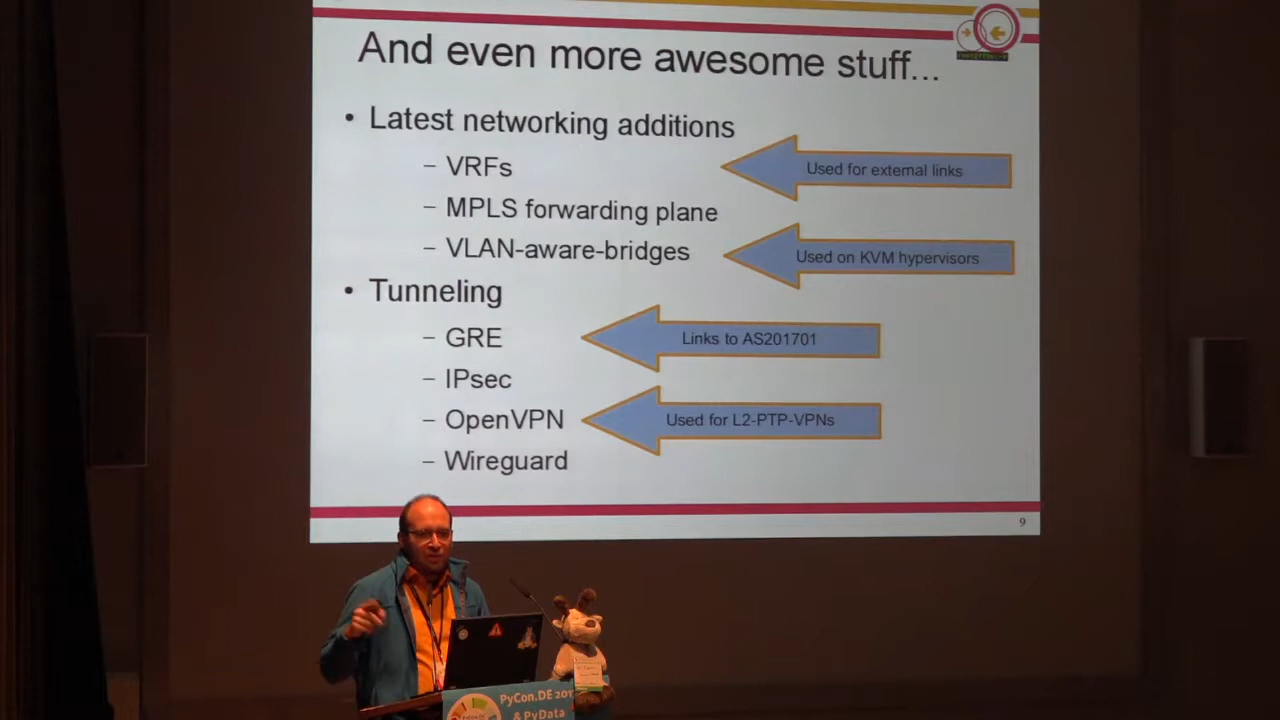 And even more awesome stuff...
• Latest networking additions
– VRFs
Used for external links
– MPLS forwarding plane
– VLAN-aware-bridges
Used on KVM hypervisors
• Tunneling
– GRE
Links to AS201701
– IPsec
– OpenVPN
Used for L2-PTP-VPNs
– Wireguard
9
PyCon.DE 201
& PyData